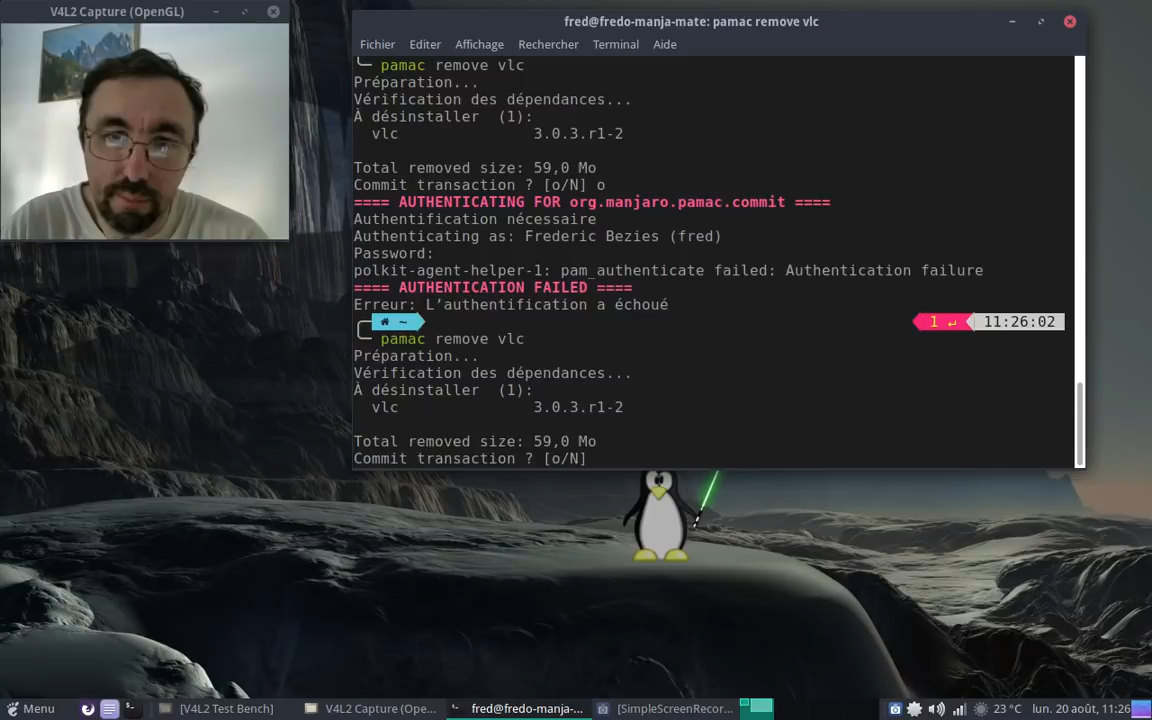 V4L2 Capture (OpenGL)
fred@fredo-manja-mate: pamac remove vlc
Fichier Editer Affichage Rechercher Terminal Aide
pamac remove vlc
Préparation...
Vérification des dépendances...
À désinstaller (1):
vlc 3.0.3.r1-2
Total removed size: 59,0 Mo
Commit transaction ? [o/N] o
==== AUTHENTICATING FOR org.manjaro.pamac.commit ====
Authentification nécessaire
Authenticating as: Frederic Bezies (fred)
Password:
polkit-agent-helper-1: pam_authenticate failed: Authentication failure
==== AUTHENTICATION FAILED ====
Erreur: L’authentification a échoué
~ 1 ↵ 11:26:02
pamac remove vlc
Préparation...
Vérification des dépendances...
À désinstaller (1):
vlc 3.0.3.r1-2
Total removed size: 59,0 Mo
Commit transaction ? [o/N]
Menu [V4L2 Test Bench] V4L2 Capture (Ope... fred@fredo-manja-... [SimpleScreenRecor... 23 °C lun. 20 août, 11:26